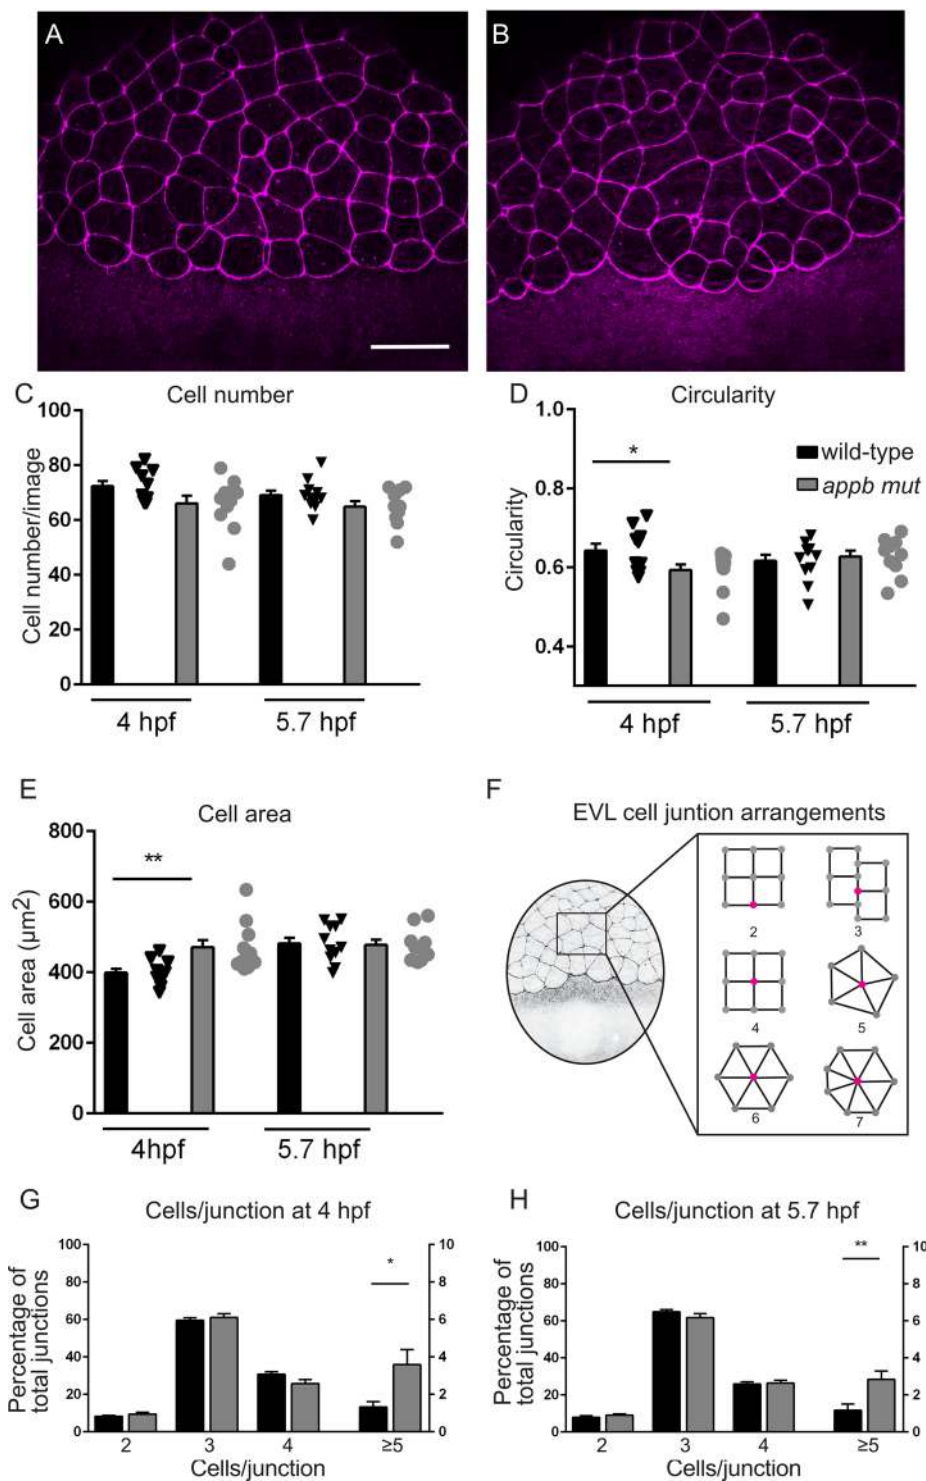 A
B
C
Cell number
Cell number/image
100
80
60
40
20
0
4 hpf
5.7 hpf
D
Circularity
Circularity
1.0
0.8
0.6
0.4
*
wild-type
appb mut
4 hpf
5.7 hpf
E
Cell area
Cell area (µm2)
800
600
400
200
0
**
4hpf
5.7 hpf
F
EVL cell juntion arrangements
2
3
4
5
6
7
G
Cells/junction at 4 hpf
Percentage of
total junctions
100
80
60
40
20
0
10
8
6
4
2
0
*
2
3
4
≥5
Cells/junction
H
Cells/junction at 5.7 hpf
Percentage of
total junctions
100
80
60
40
20
0
10
8
6
4
2
0
**
2
3
4
≥5
Cells/junction